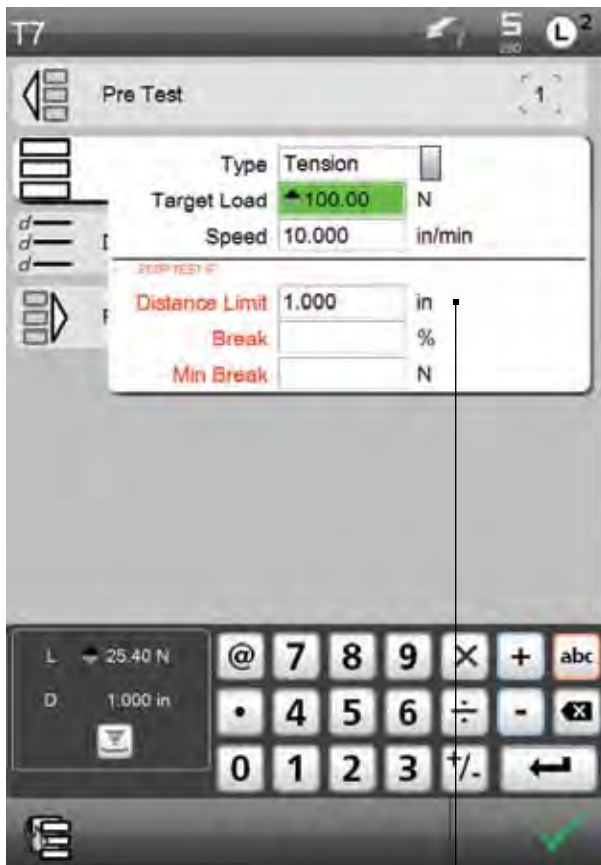 T7
S
250
L 2
Pre Test
1
Type Tension
Target Load 100.00 N
d
Speed 10.000 in/min
d
STOP TEST IF
d
Distance Limit 1.000 in
Break %
Min Break N
L 25.40 N
D 1.000 in
@ 7 8 9 × + abc
• 4 5 6 ÷ -
0 1 2 3 +/-